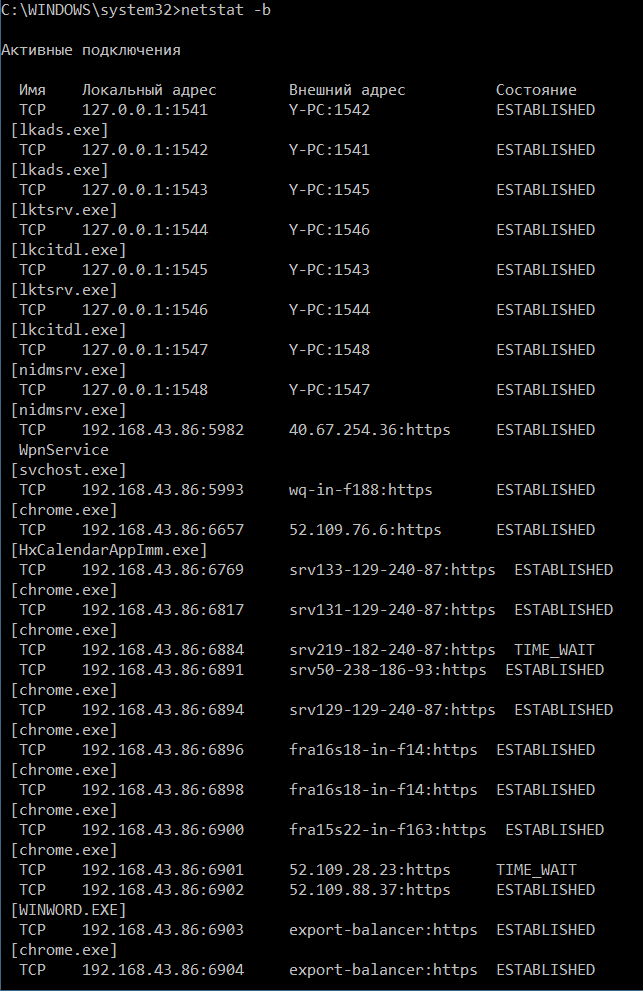 C:\WINDOWS\system32>netstat -b
Активные подключения
Имя Локальный адрес Внешний адрес Состояние
TCP 127.0.0.1:1541 Y-PC:1542 ESTABLISHED
[lkads.exe]
TCP 127.0.0.1:1542 Y-PC:1541 ESTABLISHED
[lkads.exe]
TCP 127.0.0.1:1543 Y-PC:1545 ESTABLISHED
[lktsrv.exe]
TCP 127.0.0.1:1544 Y-PC:1546 ESTABLISHED
[lkcitdl.exe]
TCP 127.0.0.1:1545 Y-PC:1543 ESTABLISHED
[lktsrv.exe]
TCP 127.0.0.1:1546 Y-PC:1544 ESTABLISHED
[lkcitdl.exe]
TCP 127.0.0.1:1547 Y-PC:1548 ESTABLISHED
[nidmsrv.exe]
TCP 127.0.0.1:1548 Y-PC:1547 ESTABLISHED
[nidmsrv.exe]
TCP 192.168.43.86:5982 40.67.254.36:https ESTABLISHED
WpnService
[svchost.exe]
TCP 192.168.43.86:5993 wq-in-f188:https ESTABLISHED
[chrome.exe]
TCP 192.168.43.86:6657 52.109.76.6:https ESTABLISHED
[HxCalendarAppImm.exe]
TCP 192.168.43.86:6769 srv133-129-240-87:https ESTABLISHED
[chrome.exe]
TCP 192.168.43.86:6817 srv131-129-240-87:https ESTABLISHED
[chrome.exe]
TCP 192.168.43.86:6884 srv219-182-240-87:https TIME_WAIT
TCP 192.168.43.86:6891 srv50-238-186-93:https ESTABLISHED
[chrome.exe]
TCP 192.168.43.86:6894 srv129-129-240-87:https ESTABLISHED
[chrome.exe]
TCP 192.168.43.86:6896 fra16s18-in-f14:https ESTABLISHED
[chrome.exe]
TCP 192.168.43.86:6898 fra16s18-in-f14:https ESTABLISHED
[chrome.exe]
TCP 192.168.43.86:6900 fra15s22-in-f163:https ESTABLISHED
[chrome.exe]
TCP 192.168.43.86:6901 52.109.28.23:https TIME_WAIT
TCP 192.168.43.86:6902 52.109.88.37:https ESTABLISHED
[WINWORD.EXE]
TCP 192.168.43.86:6903 export-balancer:https ESTABLISHED
[chrome.exe]
TCP 192.168.43.86:6904 export-balancer:https ESTABLISHED